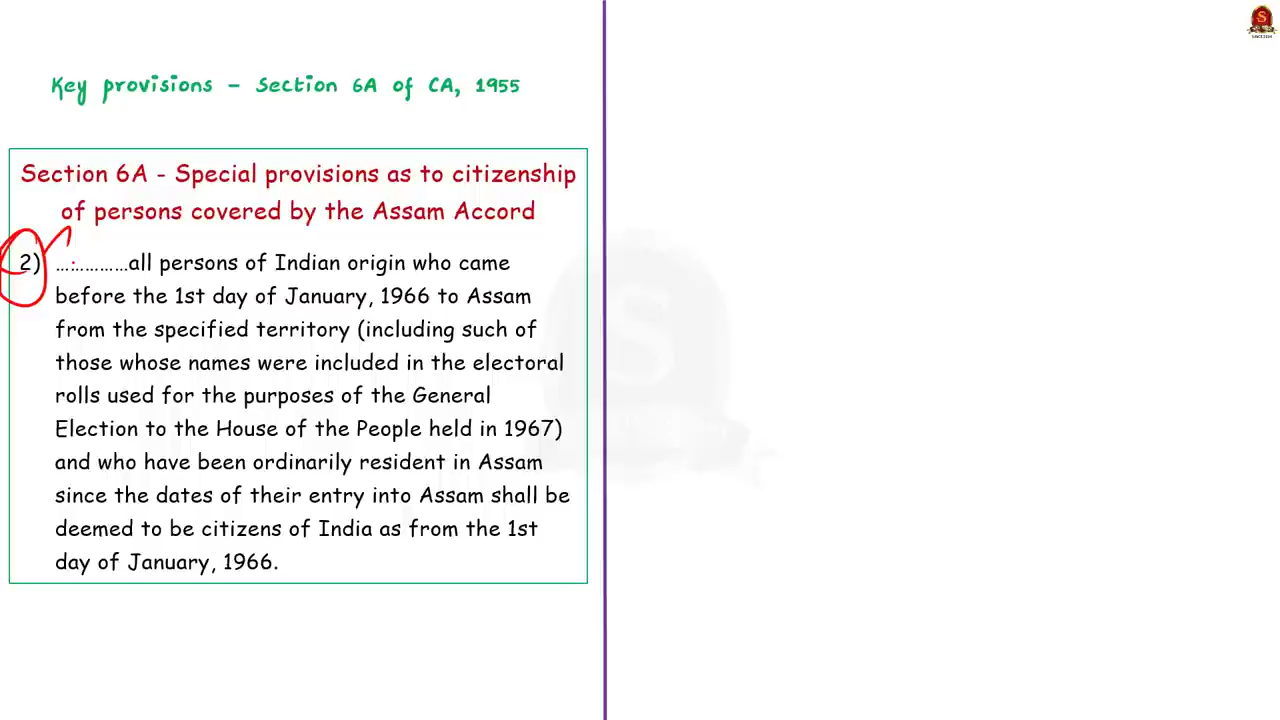 Key provisions - Section 6A of CA, 1955
Section 6A - Special provisions as to citizenship
of persons covered by the Assam Accord
2) ….…………all persons of Indian origin who came
before the 1st day of January, 1966 to Assam
from the specified territory (including such of
those whose names were included in the electoral
rolls used for the purposes of the General
Election to the House of the People held in 1967)
and who have been ordinarily resident in Assam
since the dates of their entry into Assam shall be
deemed to be citizens of India as from the 1st
day of January, 1966.
S